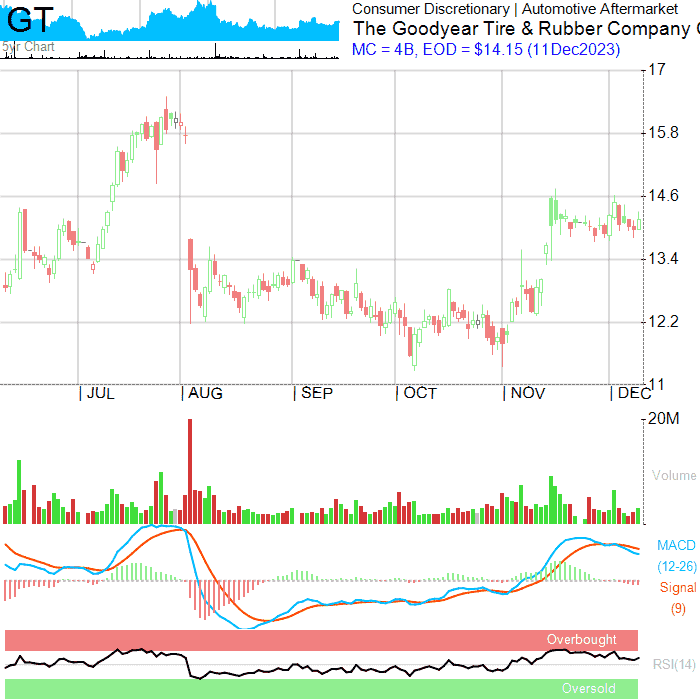 GT
5yr Chart
Consumer Discretionary | Automotive Aftermarket
The Goodyear Tire & Rubber Company
MC = 4B, EOD = $14.15 (11Dec2023)
17
15.8
14.6
13.4
12.2
11
| JUL | AUG | SEP | OCT | NOV | DEC
20M
Volume
MACD
(12-26)
Signal
(9)
Overbought
RSI(14)
Oversold